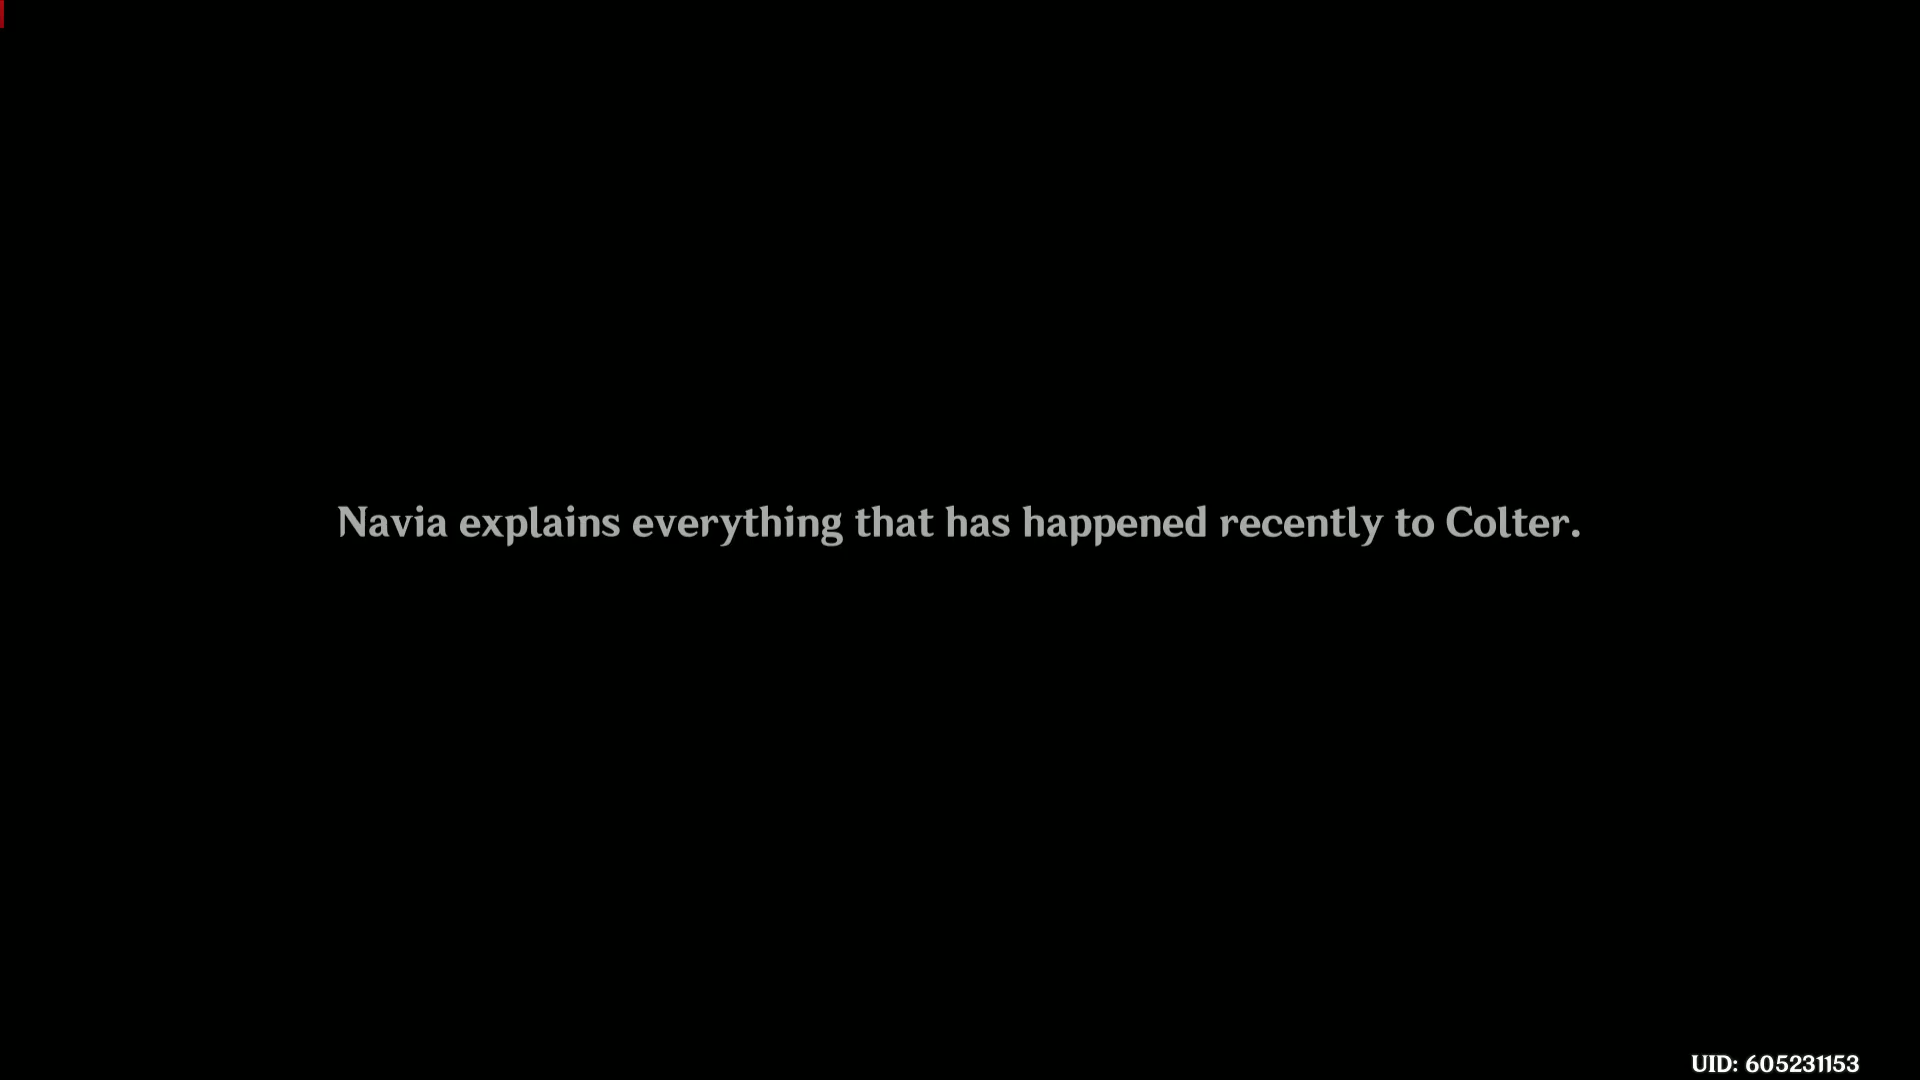 Navia explains everything that has happened recently to Colter.
UID: 605231153